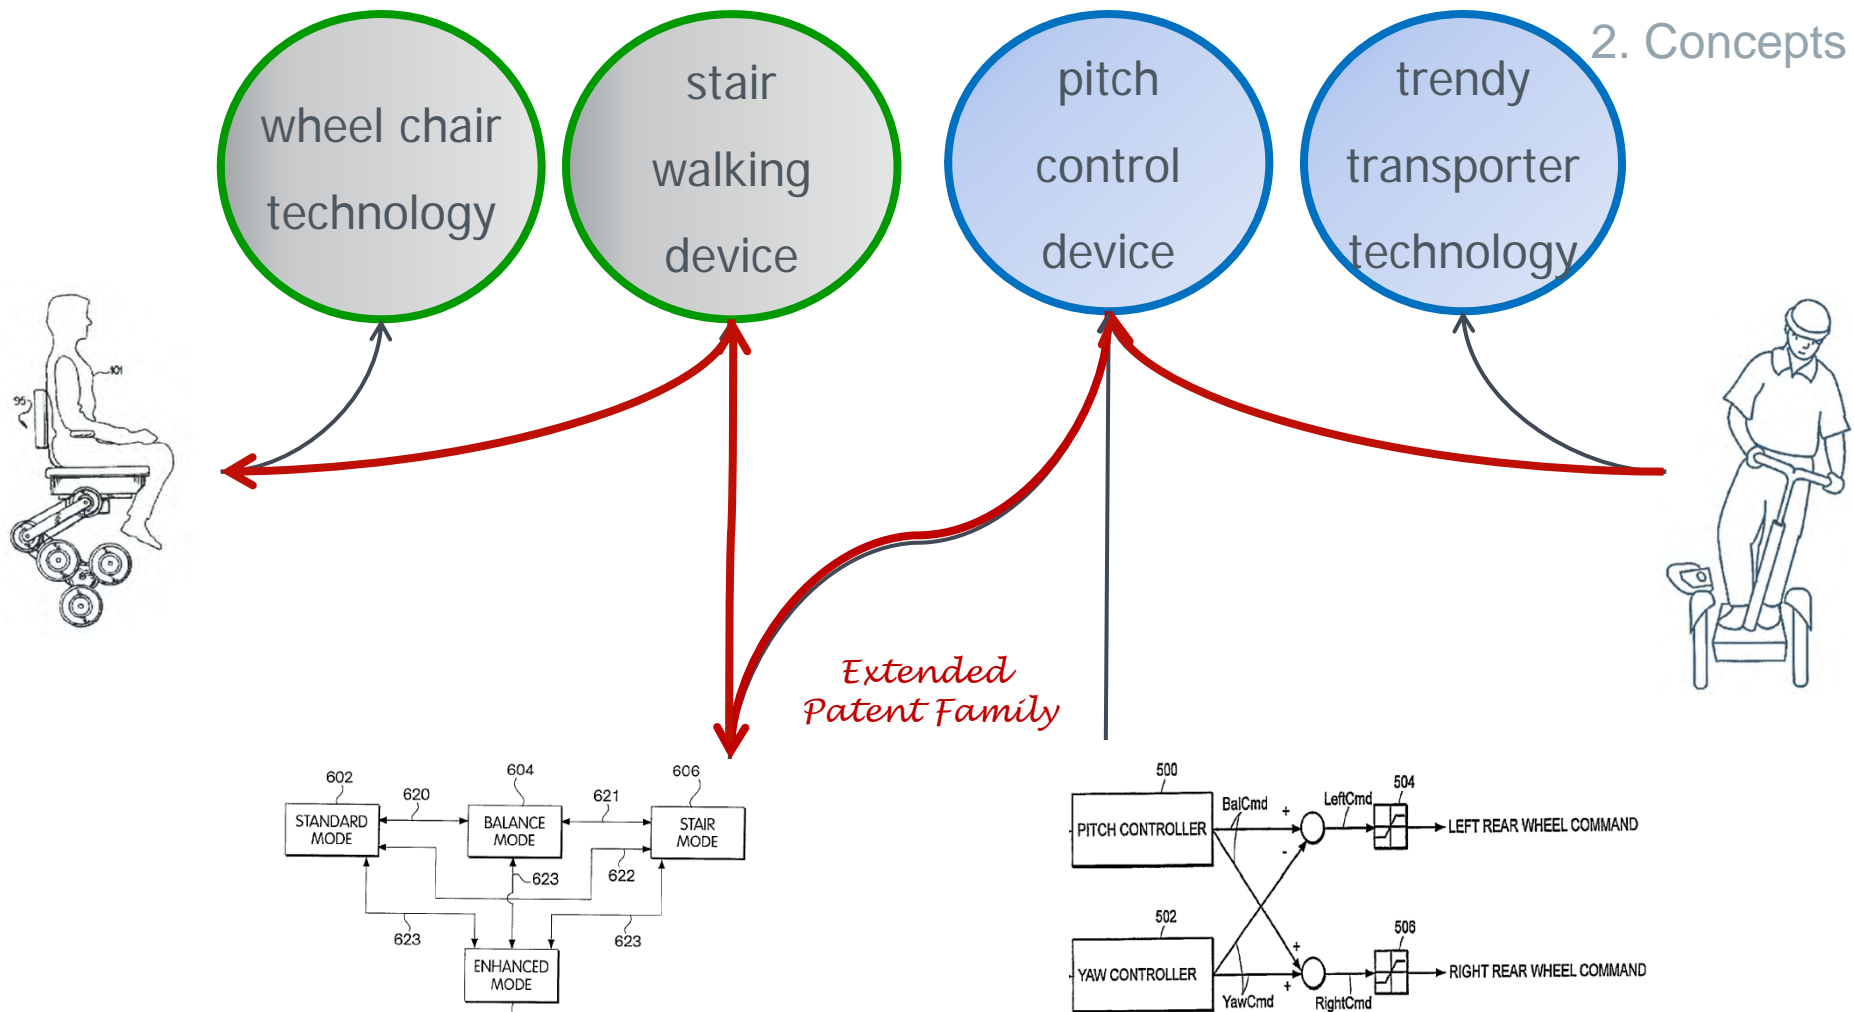 2. Concepts
wheel chair
technology
stair
walking
device
pitch
control
device
trendy
transporter
technology
101
95
Extended
Patent Family
602
604
606
620
621
STANDARD
MODE
BALANCE
MODE
STAIR
MODE
622
623
623
623
ENHANCED
MODE
500
504
BalCmd
+
LeftCmd
PITCH CONTROLLER
LEFT REAR WHEEL COMMAND
-
502
506
+
YAW CONTROLLER
RIGHT REAR WHEEL COMMAND
+
YawCmd
RightCmd